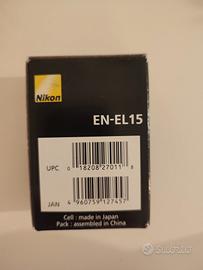 Nikon
EN-EL15
UPC
0 18208 27011 8
JAN
4 960759 127457
Cell : made in Japan
Pack : assembled in China
subito